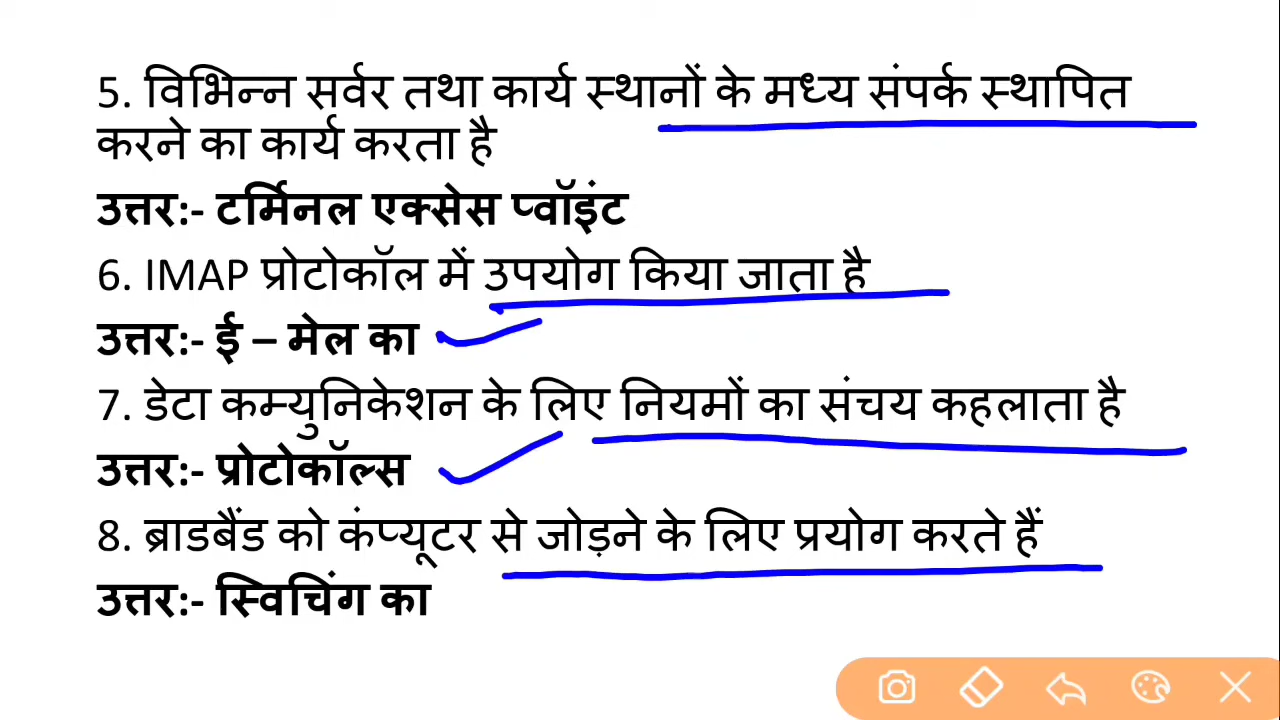 5. विभिन्न सर्वर तथा कार्य स्थानों के मध्य संपर्क स्थापित
करने का कार्य करता है
उत्तर:- टर्मिनल एक्सेस प्वॉइंट
6. IMAP प्रोटोकॉल में उपयोग किया जाता है
उत्तर:- ई – मेल का
7. डेटा कम्युनिकेशन के लिए नियमों का संचय कहलाता है
उत्तर:- प्रोटोकॉल्स
8. ब्राडबैंड को कंप्यूटर से जोड़ने के लिए प्रयोग करते हैं
उत्तर:- स्विचिंग का